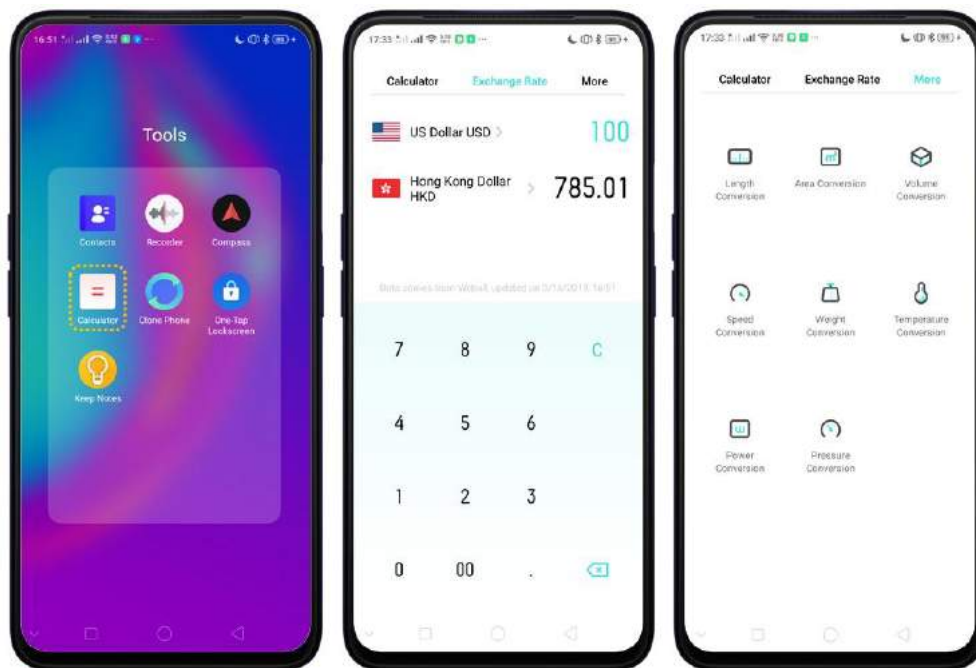 16:51
Tools
Contacts
Recorder
Compass
Calculator
Clone Phone
One-Tap
Lockscreen
Keep Notes
17:33
Calculator
Exchange Rate
More
US Dollar USD
100
Hong Kong Dollar
HKD
785.01
7 8 9 C
4 5 6
1 2 3
0 00 .
17:33
Calculator
Exchange Rate
More
Length
Conversion
Area Conversion
Volume
Conversion
Speed
Conversion
Weight
Conversion
Temperature
Conversion
Power
Conversion
Pressure
Conversion